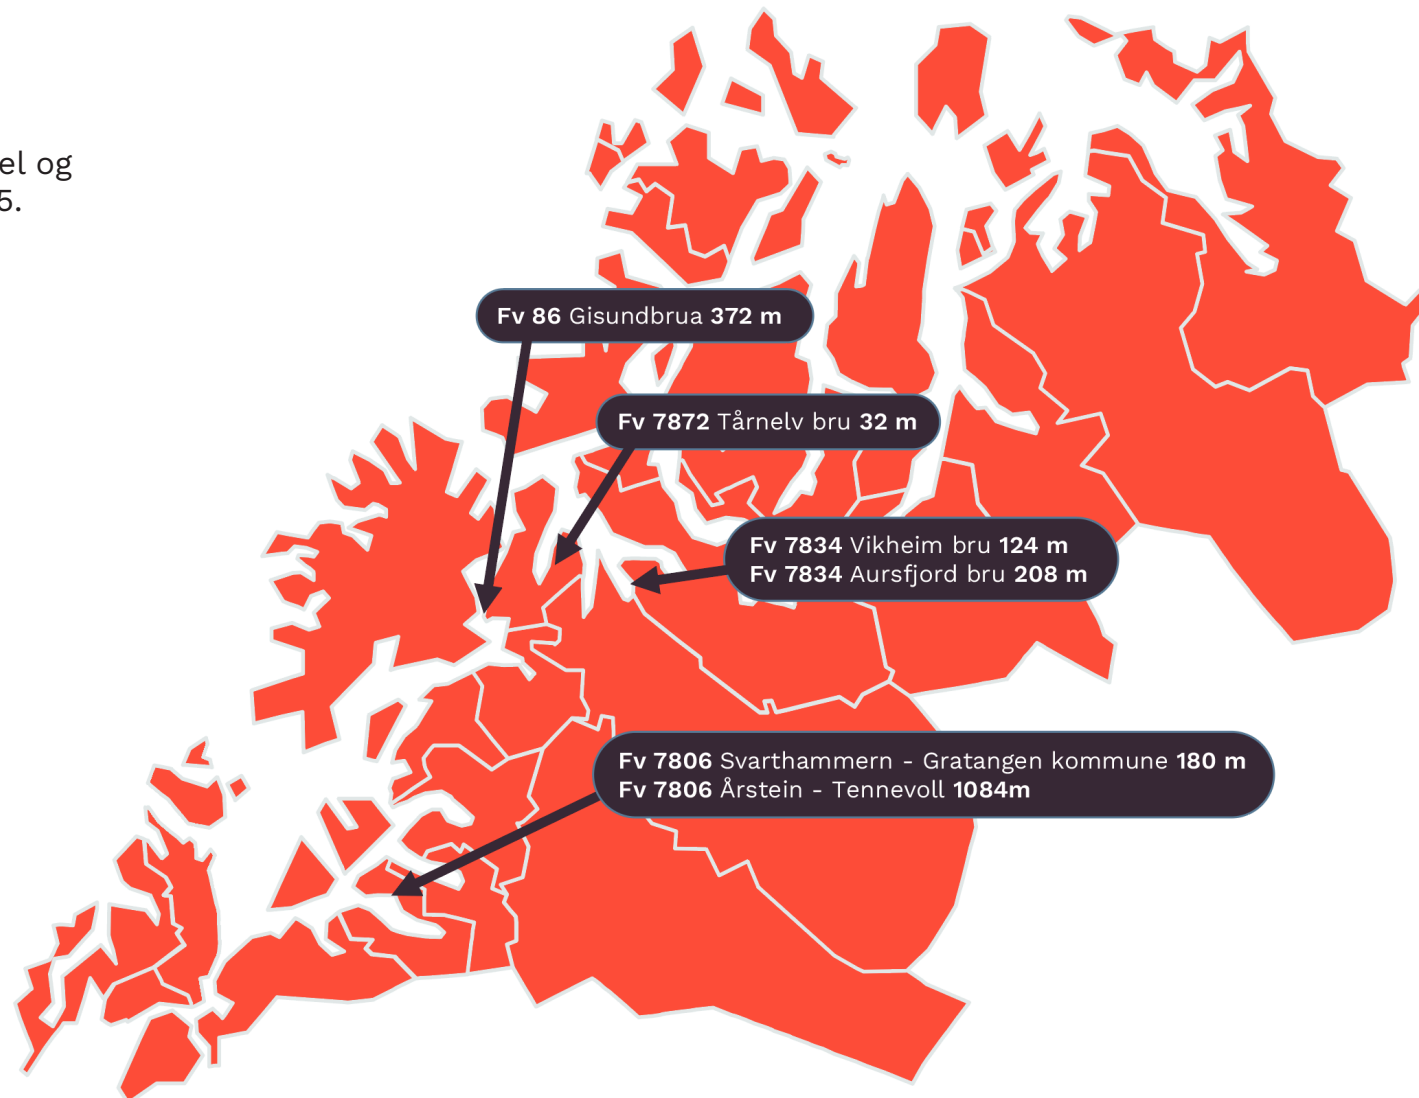 el og
5.
Fv 86 Gisundbrua 372 m
Fv 7872 Tårnelv bru 32 m
Fv 7834 Vikheim bru 124 m
Fv 7834 Aursfjord bru 208 m
Fv 7806 Svarthammern - Gratangen kommune 180 m
Fv 7806 Årstein - Tennevoll 1084m